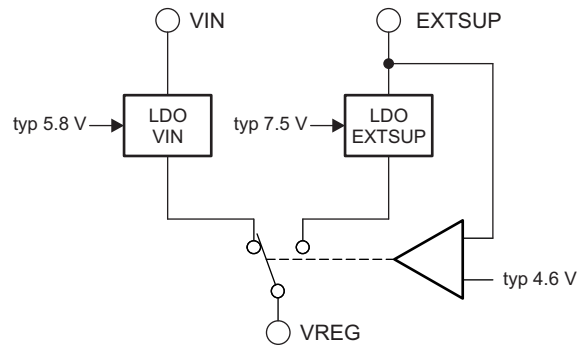 VIN
EXTSUP
typ 5.8 V
LDO
VIN
typ 7.5 V
LDO
EXTSUP
typ 4.6 V
VREG